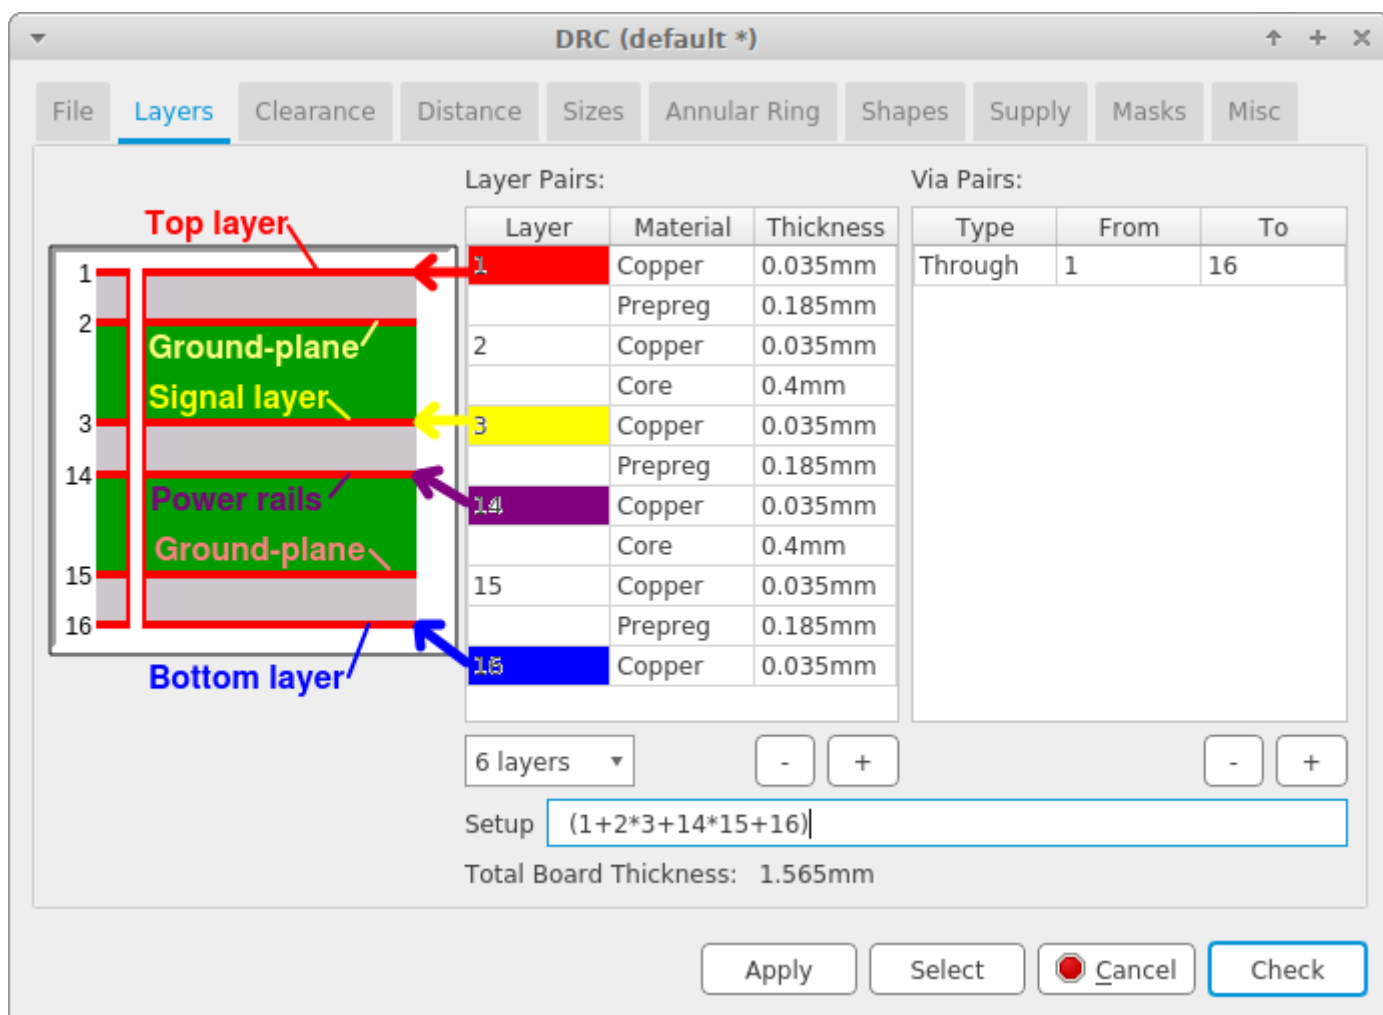 DRC (default *)
File Layers Clearance Distance Sizes Annular Ring Shapes Supply Masks Misc
Layer Pairs:
Via Pairs:
Top layer
1
2
Ground-plane
Signal layer
3
14
Power rails
Ground-plane
15
16
Bottom layer
Layer Material Thickness
1 Copper 0.035mm
Prepreg 0.185mm
2 Copper 0.035mm
Core 0.4mm
3 Copper 0.035mm
Prepreg 0.185mm
14 Copper 0.035mm
Core 0.4mm
15 Copper 0.035mm
Prepreg 0.185mm
16 Copper 0.035mm
Type From To
Through 1 16
6 layers
- +
- +
Setup (1+2*3+14*15+16)
Total Board Thickness: 1.565mm
Apply Select Cancel Check